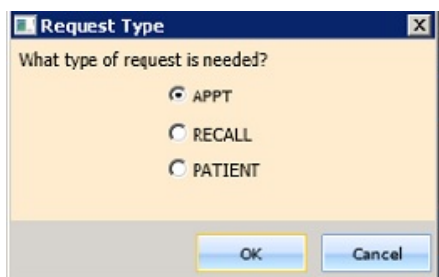 Request Type
What type of request is needed?
APPT
RECALL
PATIENT
OK Cancel